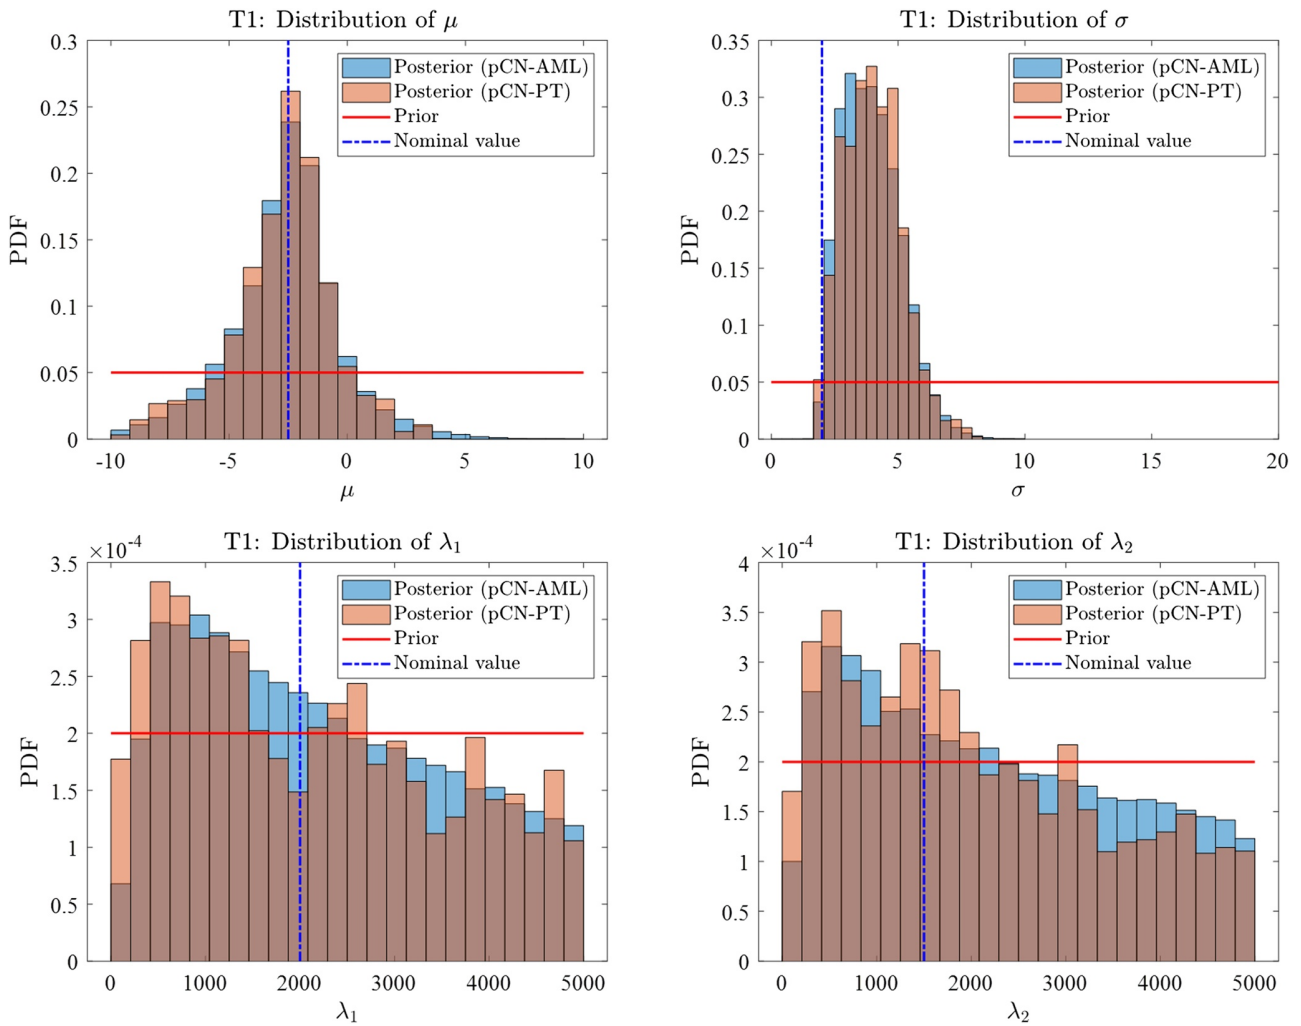 T1: Distribution of μ
0.3
0.25
0.2
0.15
0.1
0.05
0
PDF
-10 -5 0 5 10
μ
Posterior (pCN-AML)
Posterior (pCN-PT)
Prior
Nominal value
T1: Distribution of σ
0.35
0.3
0.25
0.2
0.15
0.1
0.05
0
PDF
0 5 10 15 20
σ
Posterior (pCN-AML)
Posterior (pCN-PT)
Prior
Nominal value
T1: Distribution of λ₁
×10⁻⁴
3.5
3
2.5
2
1.5
1
0.5
0
PDF
0 1000 2000 3000 4000 5000
λ₁
Posterior (pCN-AML)
Posterior (pCN-PT)
Prior
Nominal value
T1: Distribution of λ₂
×10⁻⁴
4
3.5
3
2.5
2
1.5
1
0.5
0
PDF
0 1000 2000 3000 4000 5000
λ₂
Posterior (pCN-AML)
Posterior (pCN-PT)
Prior
Nominal value